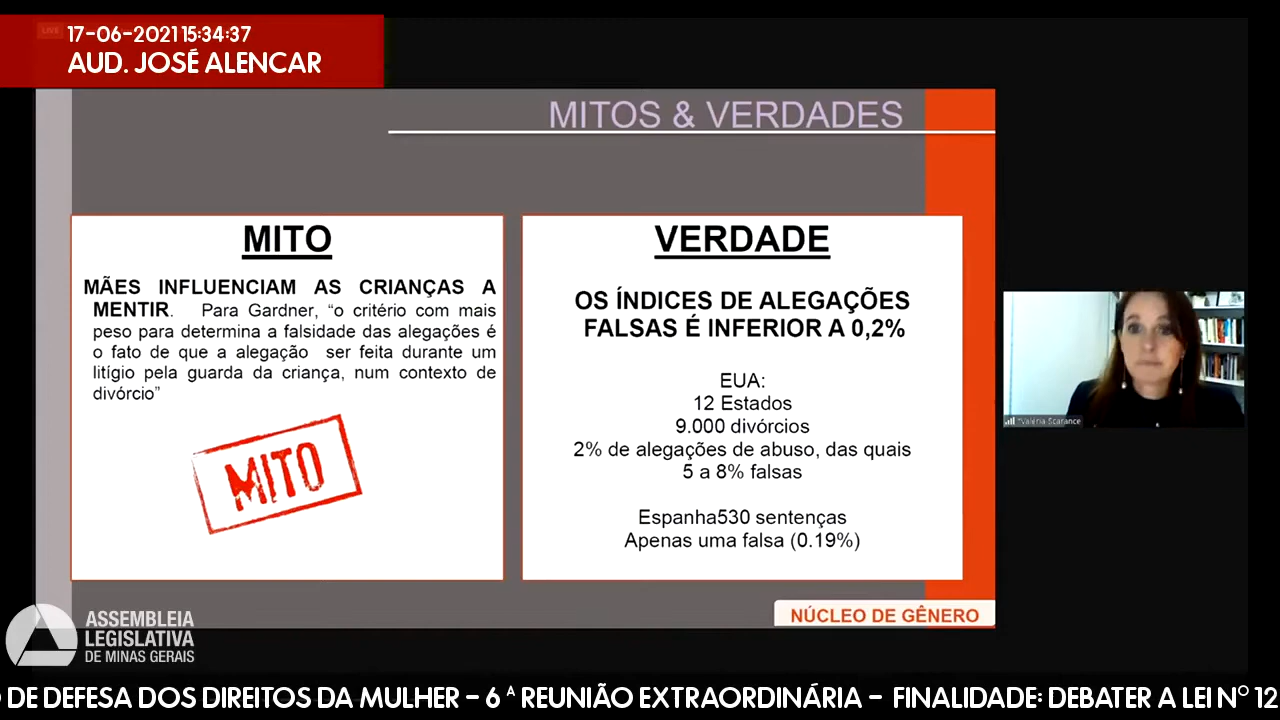 LIVE
17-06-2021 15:34:37
AUD. JOSÉ ALENCAR
MITOS & VERDADES
MITO
MÃES INFLUENCIAM AS CRIANÇAS A
MENTIR. Para Gardner, “o critério com mais
peso para determina a falsidade das alegações é
o fato de que a alegação ser feita durante um
litígio pela guarda da criança, num contexto de
divórcio”
MITO
VERDADE
OS ÍNDICES DE ALEGAÇÕES
FALSAS É INFERIOR A 0,2%
EUA:
12 Estados
9.000 divórcios
2% de alegações de abuso, das quais
5 a 8% falsas
Espanha530 sentenças
Apenas uma falsa (0.19%)
*Valéria Scarance
NÚCLEO DE GÊNERO
ASSEMBLEIA
LEGISLATIVA
DE MINAS GERAIS
O DE DEFESA DOS DIREITOS DA MULHER – 6 ª REUNIÃO EXTRAORDINÁRIA – FINALIDADE: DEBATER A LEI Nº 12